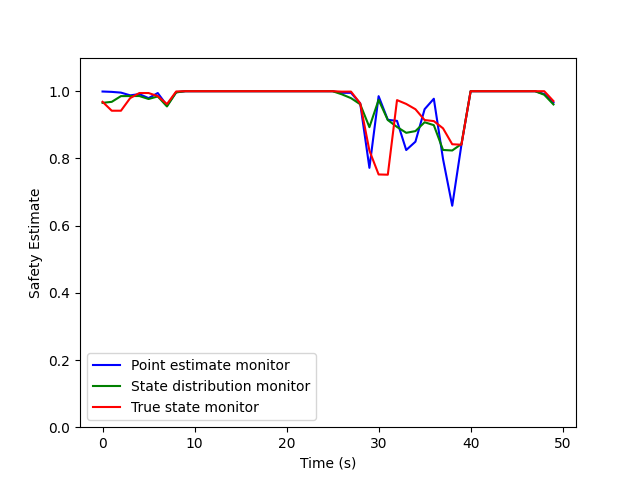 1.0
0.8
0.6
0.4
0.2
0.0
Safety Estimate
Point estimate monitor
State distribution monitor
True state monitor
0 10 20 30 40 50
Time (s)